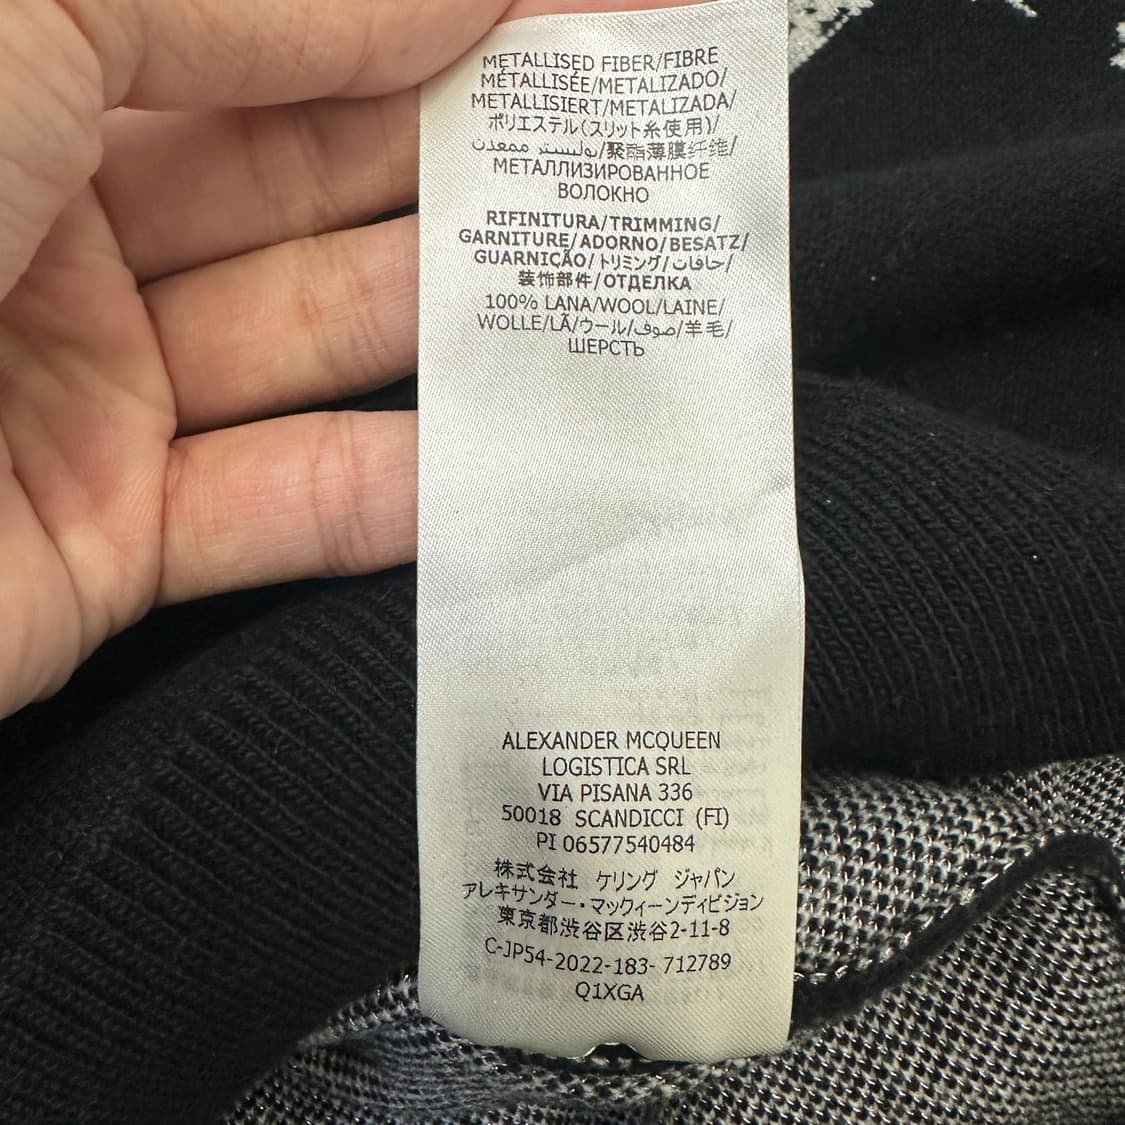 METALLISED FIBER/FIBRE
MÉTALLISÉE/METALIZADO/
METALLISIERT/METALIZADA/
ポリエステル(スリット糸使用)/
بوليستر ممعدن/聚酯薄膜纤维/
МЕТАЛЛИЗИРОВАННОЕ
ВОЛОКНО
RIFINITURA/TRIMMING/
GARNITURE/ADORNO/BESATZ/
GUARNIÇÃO/トリミング/حافات/
装饰部件/ОТДЕЛКА
100% LANA/WOOL/LAINE/
WOLLE/LÃ/ウール/صوف/羊毛/
ШЕРСТЬ
ALEXANDER MCQUEEN
LOGISTICA SRL
VIA PISANA 336
50018 SCANDICCI (FI)
PI 06577540484
株式会社 ケリング ジャパン
アレキサンダー・マックィーンディビジョン
東京都渋谷区渋谷2-11-8
C-JP54-2022-183- 712789
Q1XGA